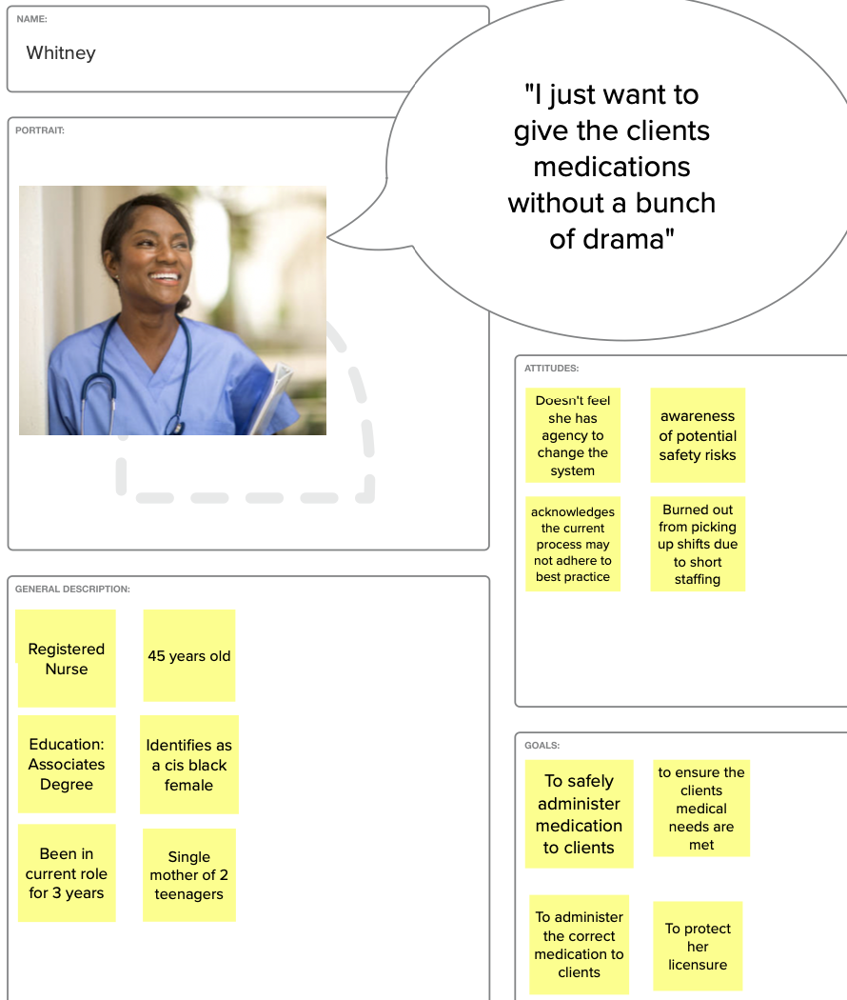 NAME:
Whitney
"I just want to
give the clients
medications
without a bunch
of drama"
PORTRAIT:
ATTITUDES:
Doesn't feel
she has
agency to
change the
system
awareness
of potential
safety risks
acknowledges
the current
process may
not adhere to
best practice
Burned out
from picking
up shifts due
to short
staffing
GENERAL DESCRIPTION:
Registered
Nurse
45 years old
Education:
Associates
Degree
Identifies as
a cis black
female
Been in
current role
for 3 years
Single
mother of 2
teenagers
GOALS:
To safely
administer
medication
to clients
to ensure the
clients
medical
needs are
met
To administer
the correct
medication to
clients
To protect
her
licensure